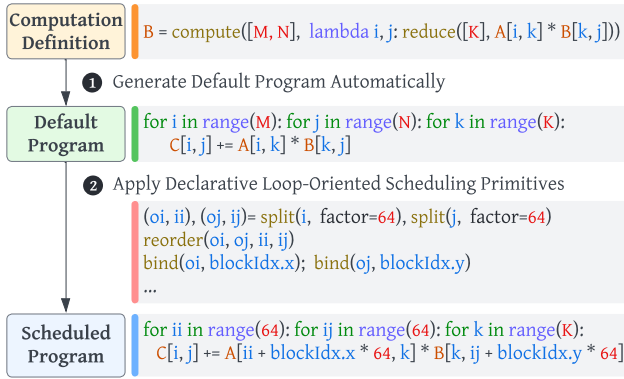 Computation
Definition
B = compute([M, N], lambda i, j: reduce([K], A[i, k] * B[k, j]))
1 Generate Default Program Automatically
Default
Program
for i in range(M): for j in range(N): for k in range(K):
C[i, j] += A[i, k] * B[k, j]
2 Apply Declarative Loop-Oriented Scheduling Primitives
(oi, ii), (oj, ij)= split(i, factor=64), split(j, factor=64)
reorder(oi, oj, ii, ij)
bind(oi, blockIdx.x); bind(oj, blockIdx.y)
...
Scheduled
Program
for ii in range(64): for ij in range(64): for k in range(K):
C[i, j] += A[ii + blockIdx.x * 64, k] * B[k, ij + blockIdx.y * 64]